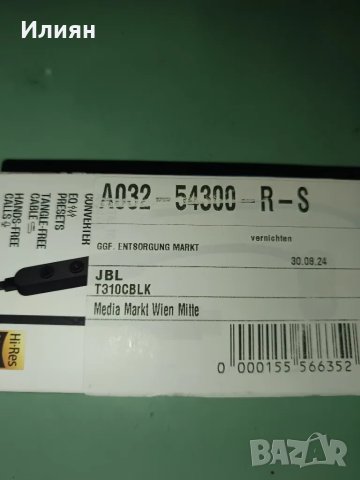 Илиян
CONVERTER
EQ
PRESETS
TANGLE-FREE
CABLE
HANDS-FREE
CALLS
Hi-Res
A032-54300-R-S
vernichten
GGF. ENTSORGUNG MARKT
30.08.24
JBL
T310CBLK
Media Markt Wien Mitte
0 000155 566352
BAZAR